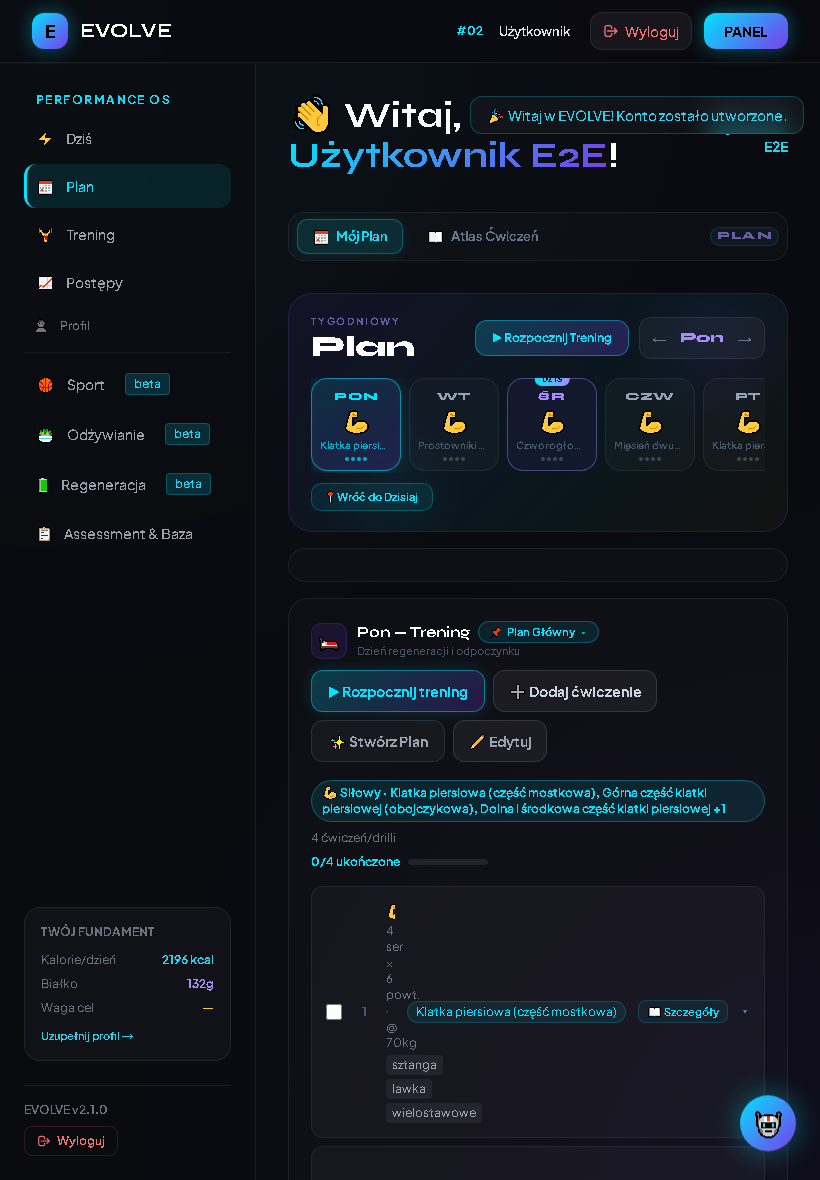 E EVOLVE
#02 Użytkownik Wyloguj PANEL
PERFORMANCE OS
Dziś
Plan
Trening
Postępy
Profil
Sport beta
Odżywianie beta
Regeneracja beta
Assessment & Baza
TWÓJ FUNDAMENT
Kalorie/dzień 2196 kcal
Białko 132g
Waga cel —
Uzupełnij profil →
EVOLVE v2.1.0
Wyloguj
Witaj,
Użytkownik E2E!
Witaj w EVOLVE! Konto zostało utworzone.
E2E
Mój Plan Atlas Ćwiczeń PLAN
TYGODNIOWY
Plan
Rozpocznij Trening
← Pon →
PON WT ŚR CZW PT
Klatka piersi... Prostowniki ... Czworogło... Mięsień dwu... Klatka pier
Wróć do Dzisiaj
Pon — Trening Plan Główny
Dzień regeneracji i odpoczynku
Rozpocznij trening
Dodaj ćwiczenie
Stwórz Plan
Edytuj
Siłowy · Klatka piersiowa (część mostkowa), Górna część klatki
piersiowej (obojczykowa), Dolna i środkowa część klatki piersiowej +1
4 ćwiczeń/drilli
0/4 ukończone
1
4
ser
×
6
powt.
·
@
70kg
sztanga
lawka
wielostawowe
Klatka piersiowa (część mostkowa)
Szczegóły